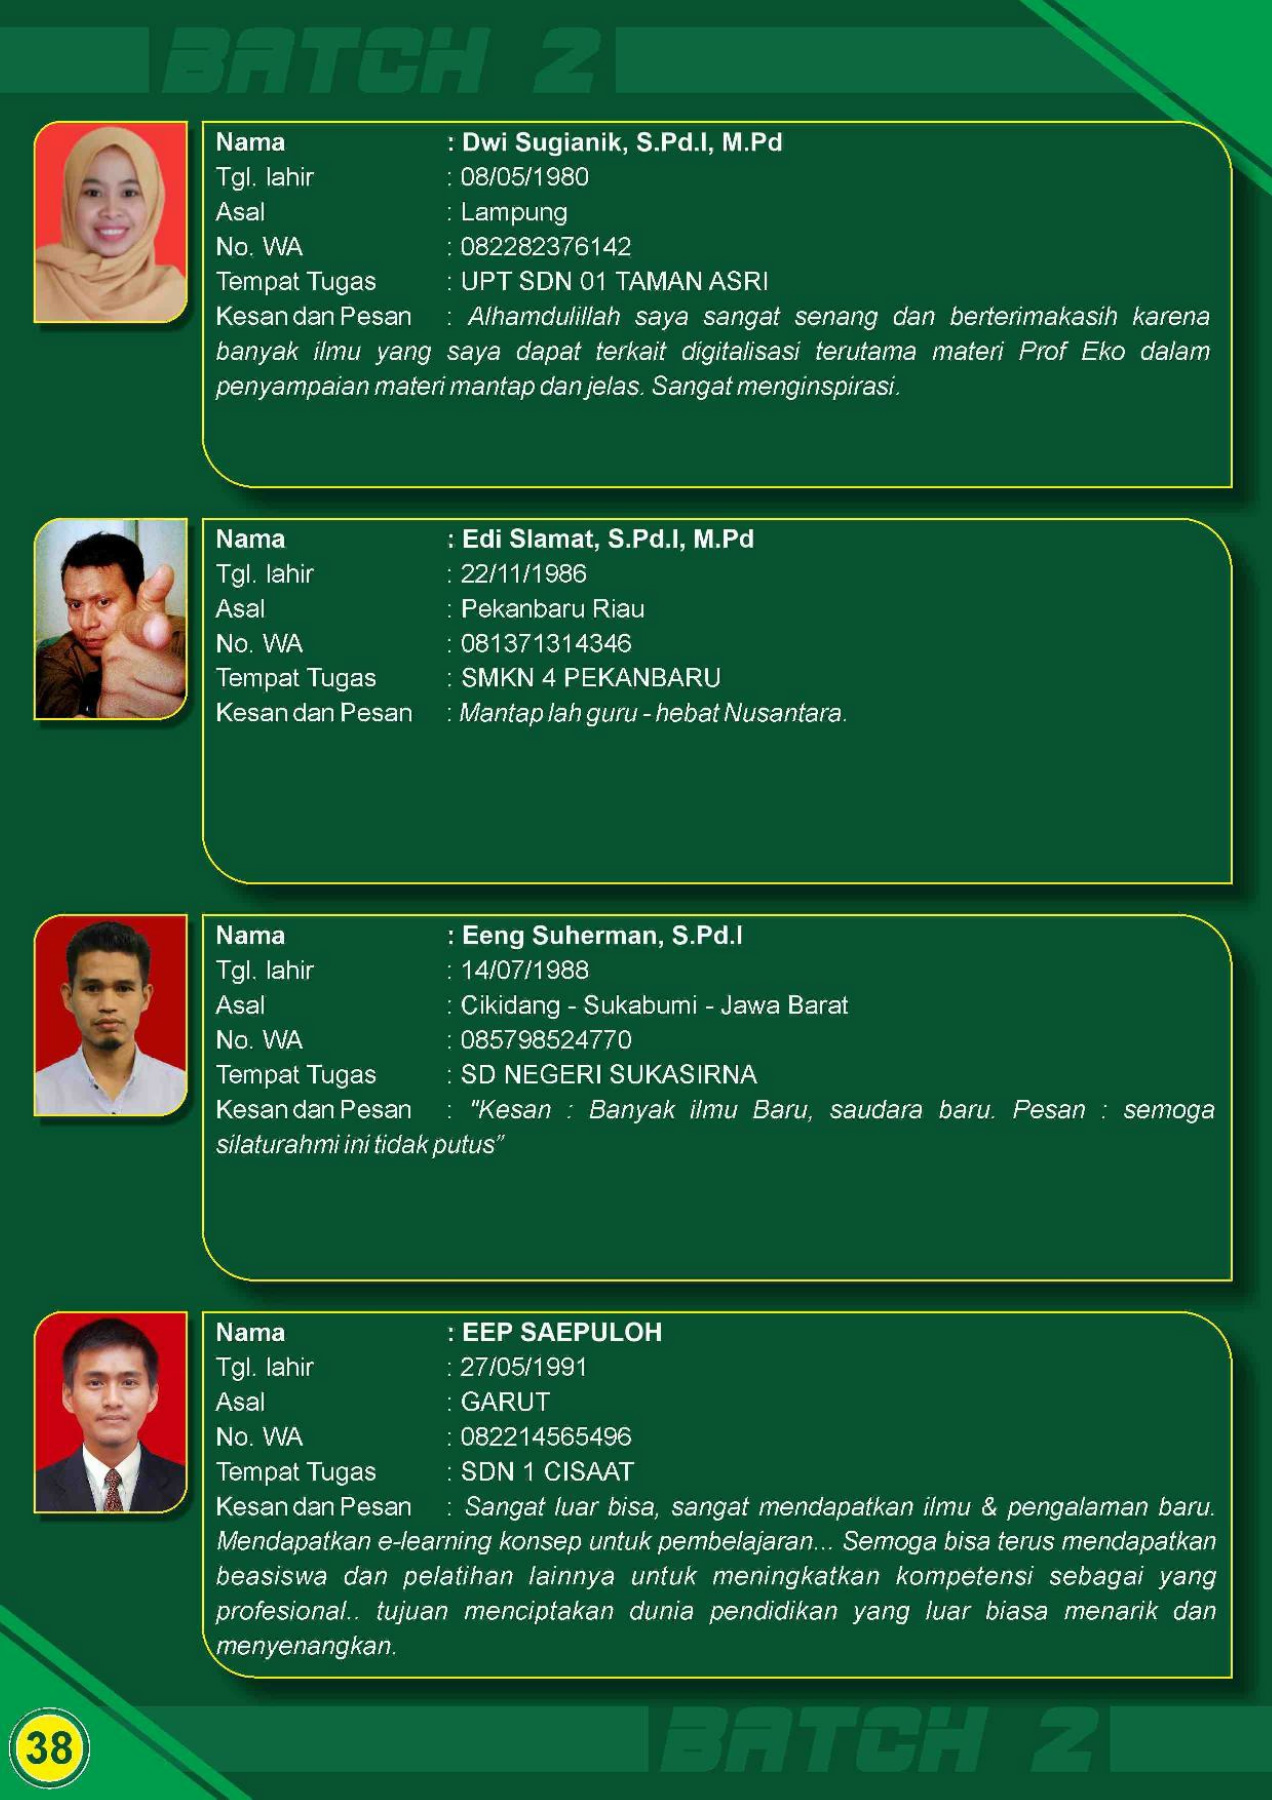 BATCH 2
Nama : Dwi Sugianik, S.Pd.I, M.Pd
Tgl. lahir : 08/05/1980
Asal : Lampung
No. WA : 082282376142
Tempat Tugas : UPT SDN 01 TAMAN ASRI
Kesan dan Pesan : Alhamdulillah saya sangat senang dan berterimakasih karena
banyak ilmu yang saya dapat terkait digitalisasi terutama materi Prof Eko dalam
penyampaian materi mantap dan jelas. Sangat menginspirasi.
Nama : Edi Slamat, S.Pd.I, M.Pd
Tgl. lahir : 22/11/1986
Asal : Pekanbaru Riau
No. WA : 081371314346
Tempat Tugas : SMKN 4 PEKANBARU
Kesan dan Pesan : Mantap lah guru - hebat Nusantara.
Nama : Eeng Suherman, S.Pd.I
Tgl. lahir : 14/07/1988
Asal : Cikidang - Sukabumi - Jawa Barat
No. WA : 085798524770
Tempat Tugas : SD NEGERI SUKASIRNA
Kesan dan Pesan : "Kesan : Banyak ilmu Baru, saudara baru. Pesan : semoga
silaturahmi ini tidak putus”
Nama : EEP SAEPULOH
Tgl. lahir : 27/05/1991
Asal : GARUT
No. WA : 082214565496
Tempat Tugas : SDN 1 CISAAT
Kesan dan Pesan : Sangat luar bisa, sangat mendapatkan ilmu & pengalaman baru.
Mendapatkan e-learning konsep untuk pembelajaran... Semoga bisa terus mendapatkan
beasiswa dan pelatihan lainnya untuk meningkatkan kompetensi sebagai yang
profesional.. tujuan menciptakan dunia pendidikan yang luar biasa menarik dan
menyenangkan.
38
BATCH 2